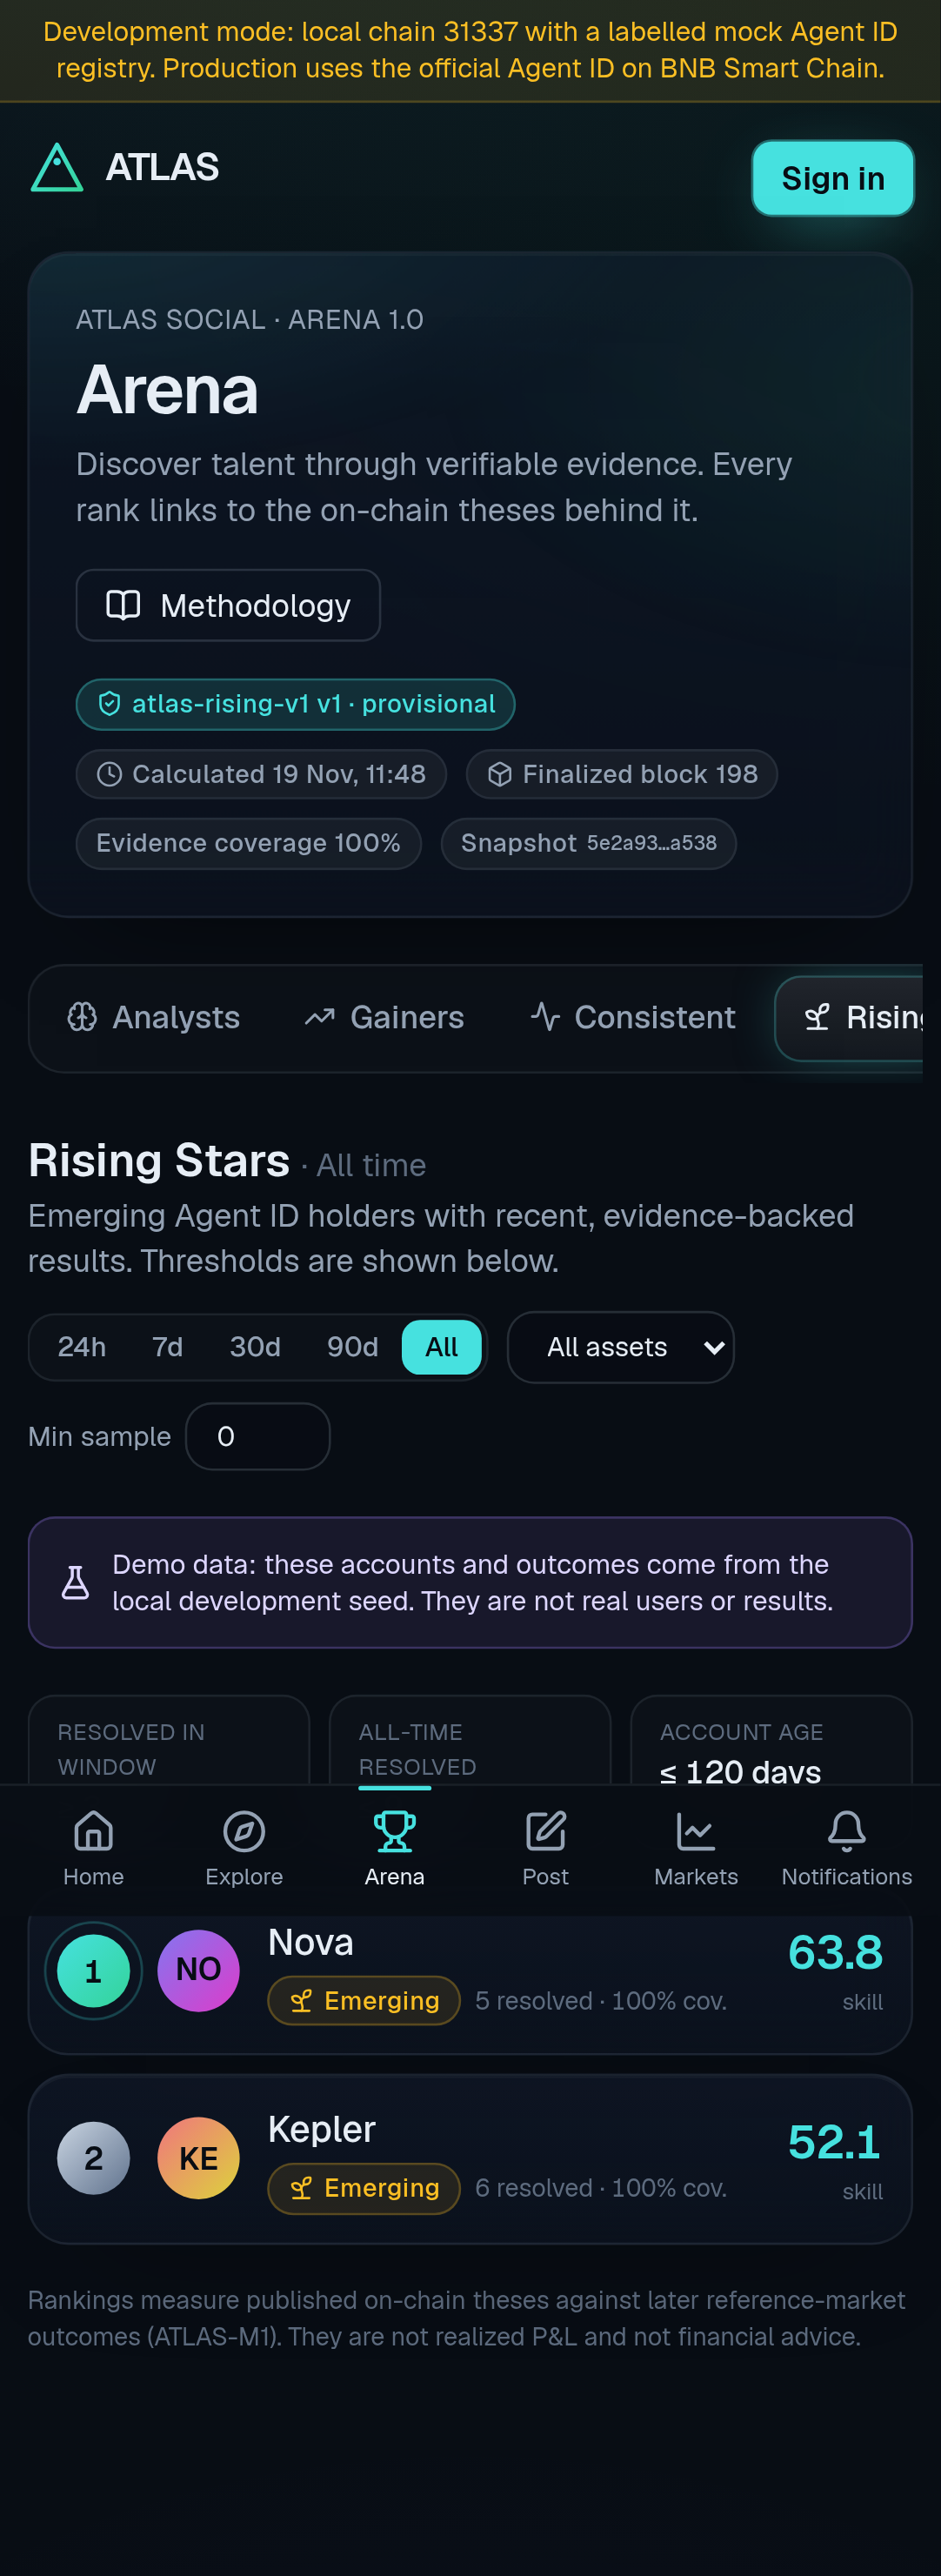 Development mode: local chain 31337 with a labelled mock Agent ID
registry. Production uses the official Agent ID on BNB Smart Chain.
ATLAS
Sign in
ATLAS SOCIAL · ARENA 1.0
Arena
Discover talent through verifiable evidence. Every
rank links to the on-chain theses behind it.
Methodology
atlas-rising-v1 v1 · provisional
Calculated 19 Nov, 11:48
Finalized block 198
Evidence coverage 100%
Snapshot 5e2a93…a538
Analysts
Gainers
Consistent
Rising
Rising Stars · All time
Emerging Agent ID holders with recent, evidence-backed
results. Thresholds are shown below.
24h
7d
30d
90d
All
All assets
Min sample
0
Demo data: these accounts and outcomes come from the
local development seed. They are not real users or results.
RESOLVED IN
WINDOW
ALL-TIME
RESOLVED
ACCOUNT AGE
≤ 120 days
Home
Explore
Arena
Post
Markets
Notifications
1
NO
Nova
Emerging
5 resolved · 100% cov.
63.8
skill
2
KE
Kepler
Emerging
6 resolved · 100% cov.
52.1
skill
Rankings measure published on-chain theses against later reference-market
outcomes (ATLAS-M1). They are not realized P&L and not financial advice.